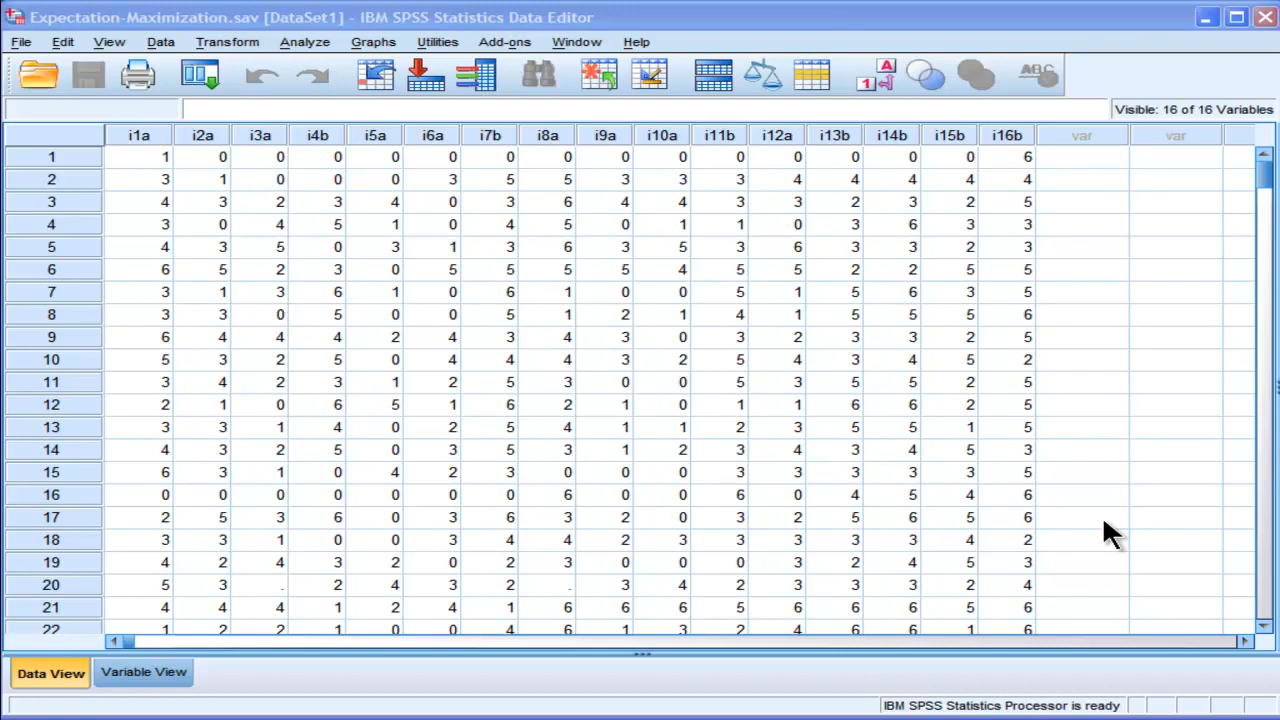 Expectation-Maximization.sav [DataSet1] - IBM SPSS Statistics Data Editor
File Edit View Data Transform Analyze Graphs Utilities Add-ons Window Help
1 A ABC
Visible: 16 of 16 Variables
i1a i2a i3a i4b i5a i6a i7b i8a i9a i10a i11b i12a i13b i14b i15b i16b var var
1 1 0 0 0 0 0 0 0 0 0 0 0 0 0 0 6
2 3 1 0 0 0 3 5 5 3 3 3 4 4 4 4 4
3 4 3 2 3 4 0 3 6 4 4 3 3 2 3 2 5
4 3 0 4 5 1 0 4 5 0 1 1 0 3 6 3 3
5 4 3 5 0 3 1 3 6 3 5 3 6 3 3 2 3
6 6 5 2 3 0 5 5 5 5 4 5 5 2 2 5 5
7 3 1 3 6 1 0 6 1 0 0 5 1 5 6 3 5
8 3 3 0 5 0 0 5 1 2 1 4 1 5 5 5 6
9 6 4 4 4 2 4 3 4 3 0 3 2 3 3 2 5
10 5 3 2 5 0 4 4 4 3 2 5 4 3 4 5 2
11 3 4 2 3 1 2 5 3 0 0 5 3 5 5 2 5
12 2 1 0 6 5 1 6 2 1 0 1 1 6 6 2 5
13 3 3 1 4 0 2 5 4 1 1 2 3 5 5 1 5
14 4 3 2 5 0 3 5 3 1 2 3 4 3 4 5 3
15 6 3 1 0 4 2 3 0 0 0 3 3 3 3 3 5
16 0 0 0 0 0 0 0 6 0 0 6 0 4 5 4 6
17 2 5 3 6 0 3 6 3 2 0 3 2 5 6 5 6
18 3 3 1 0 0 3 4 4 2 3 3 3 3 3 4 2
19 4 2 4 3 2 0 2 3 0 0 0 3 2 4 5 3
20 5 3 . 2 4 3 2 . 3 4 2 3 3 3 2 4
21 4 4 4 1 2 4 1 6 6 6 5 6 6 6 5 6
22 1 2 2 1 0 0 4 6 1 3 2 4 6 6 1 6
Data View Variable View
IBM SPSS Statistics Processor is ready